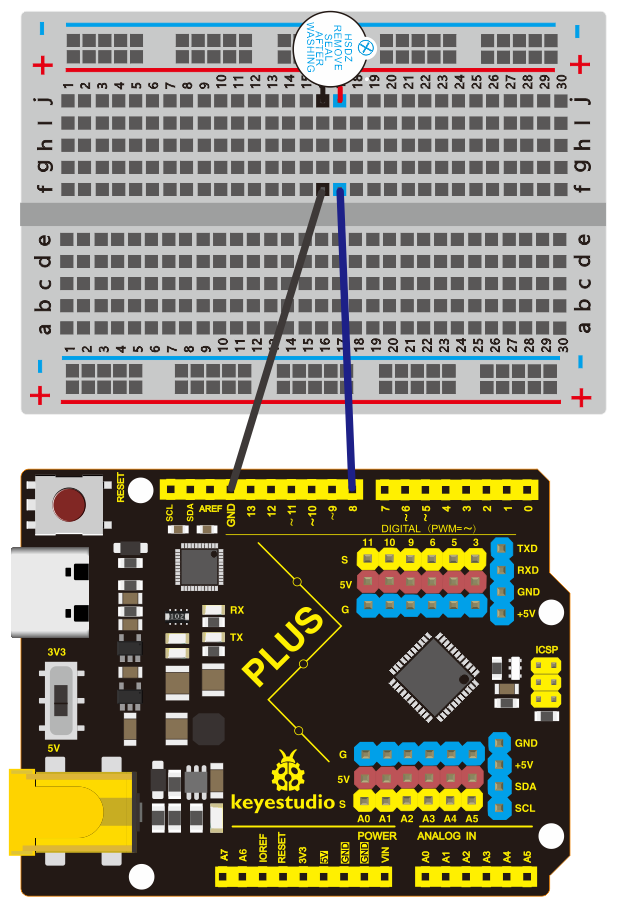 HSDZ
REMOVE
SEAL
AFTER
WASHING
- -
+ +
1 2 3 4 5 6 7 8 9 10 11 12 13 14 15 18 19 20 21 22 23 24 25 26 27 28 29 30
j j
I I
h h
g g
f f
e e
d d
c c
b b
a a
1 2 3 4 5 6 7 8 9 10 11 12 13 14 15 16 17 18 19 20 21 22 23 24 25 26 27 28 29 30
- -
+ +
RESET
SCL SDA AREF GND 13 12 ~11 ~10 ~9 8 7 ~6 ~5 4 ~3 2 1 0
DIGITAL (PWM=~)
11 10 9 6 5 3
S
5V
G
TXD
RXD
GND
+5V
102
RX
TX
PLUS
3V3
5V
ICSP
G
5V
S
GND
+5V
SDA
SCL
A0 A1 A2 A3 A4 A5
keyestudio
POWER ANALOG IN
A7 A6 IOREF RESET 3V3 5V GND GND VIN A0 A1 A2 A3 A4 A5